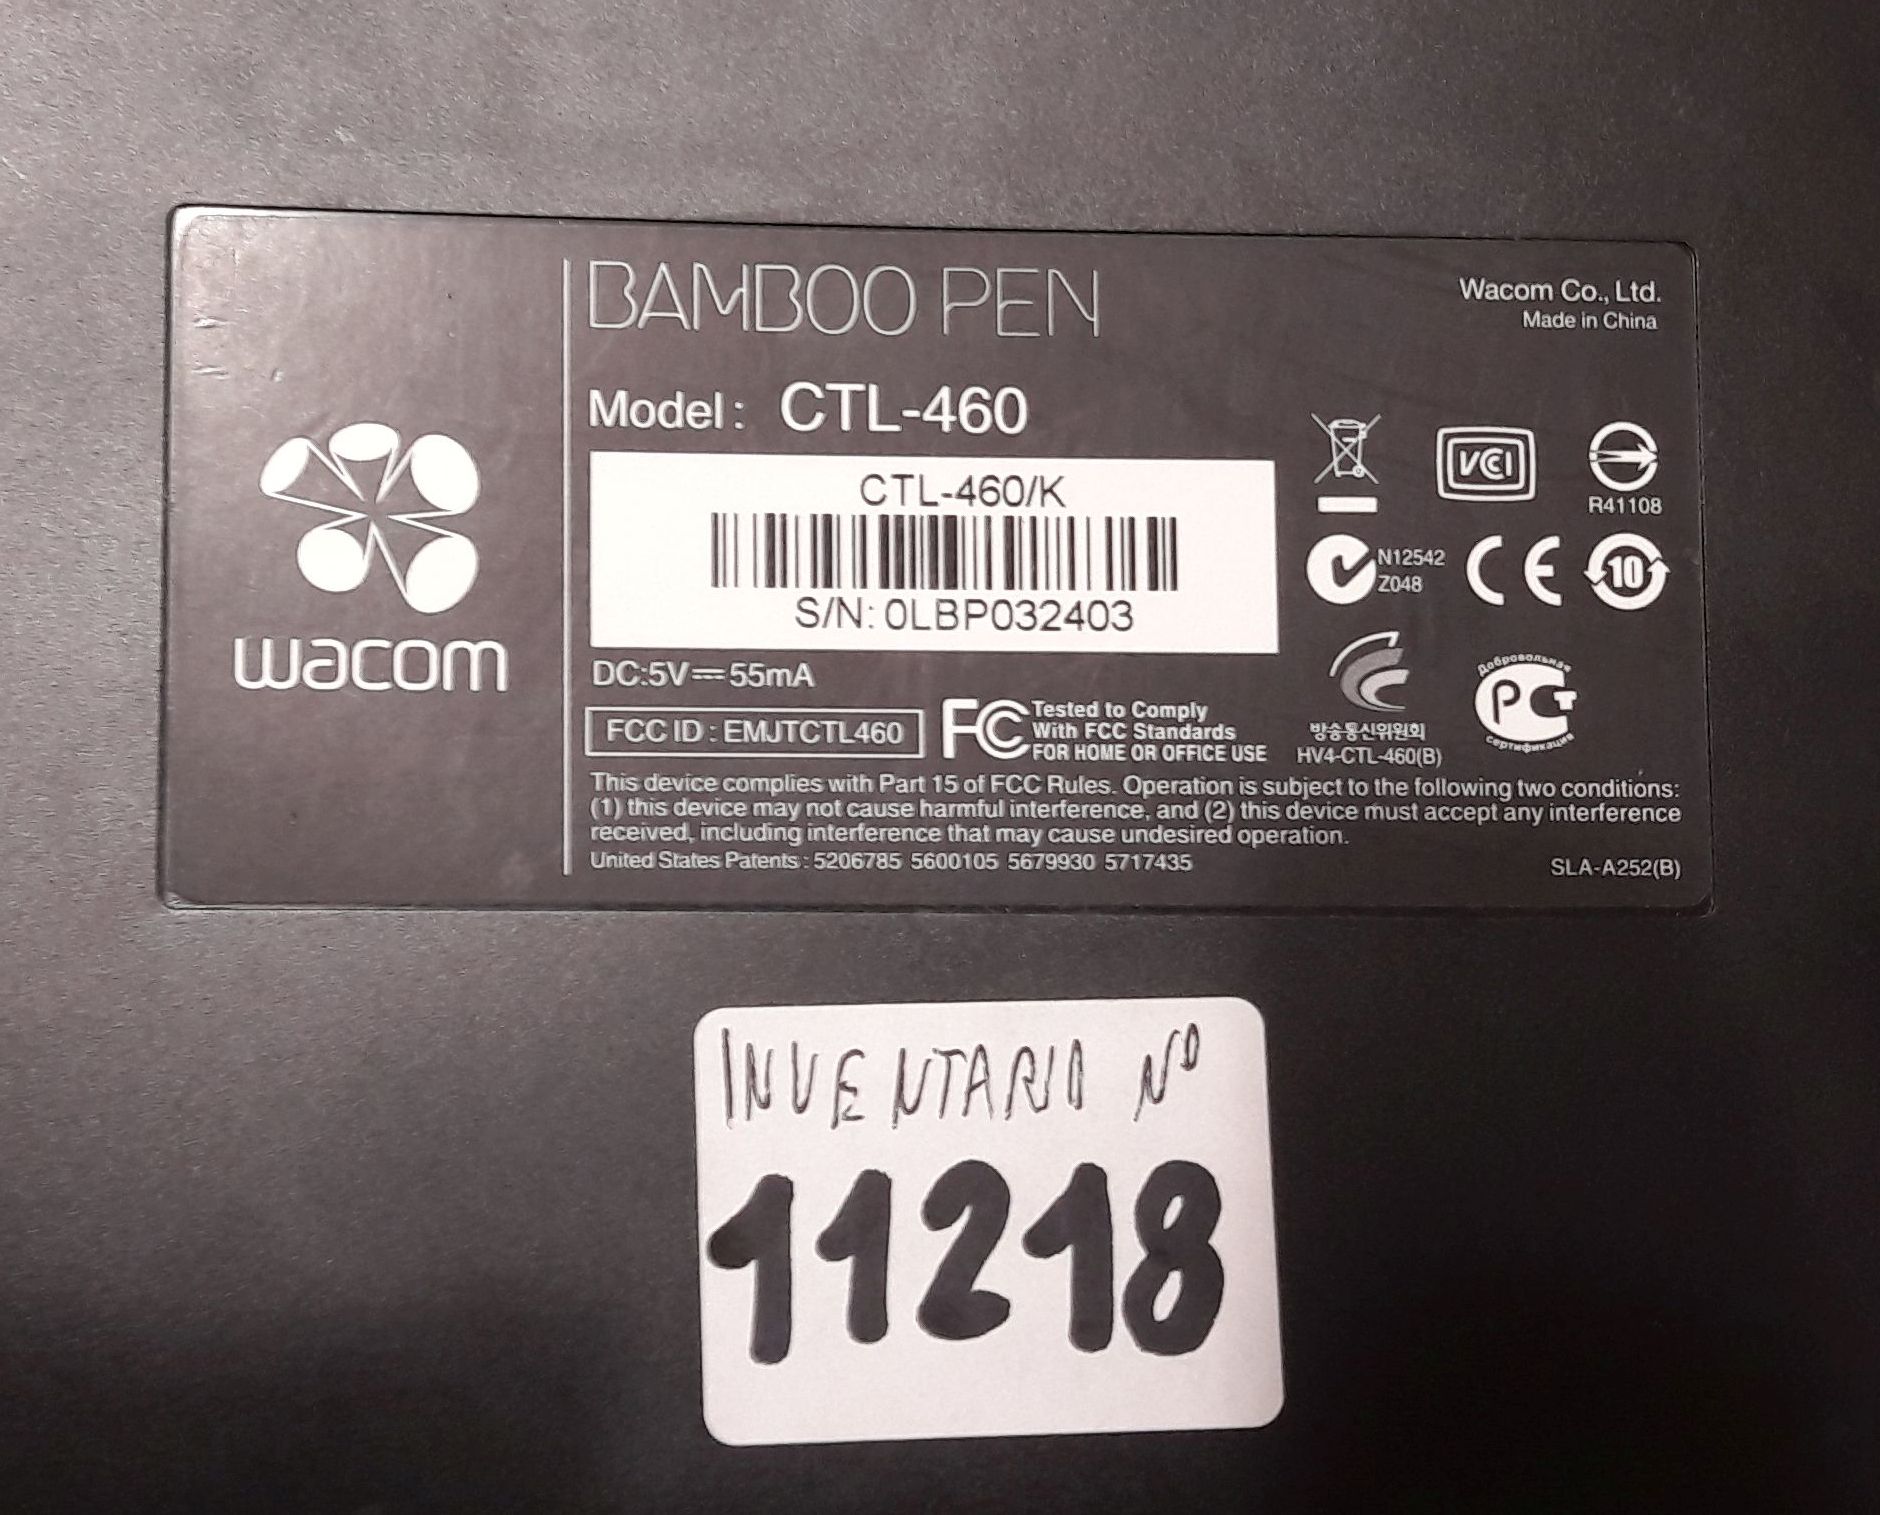 BAMBOO PEN
Wacom Co., Ltd.
Made in China
Model : CTL-460
CTL-460/K
S/N: 0LBP032403
DC:5V⎓55mA
FCC ID : EMJTCTL460
FC Tested to Comply
With FCC Standards
FOR HOME OR OFFICE USE
This device complies with Part 15 of FCC Rules. Operation is subject to the following two conditions:
(1) this device may not cause harmful interference, and (2) this device must accept any interference
received, including interference that may cause undesired operation.
United States Patents : 5206785 5600105 5679930 5717435
wacom
VCI
R41108
N12542
Z048
CE
10
방송통신위원회
HV4-CTL-460(B)
Добровольная
РСТ
сертификация
SLA-A252(B)
INVENTARIO Nº
11218